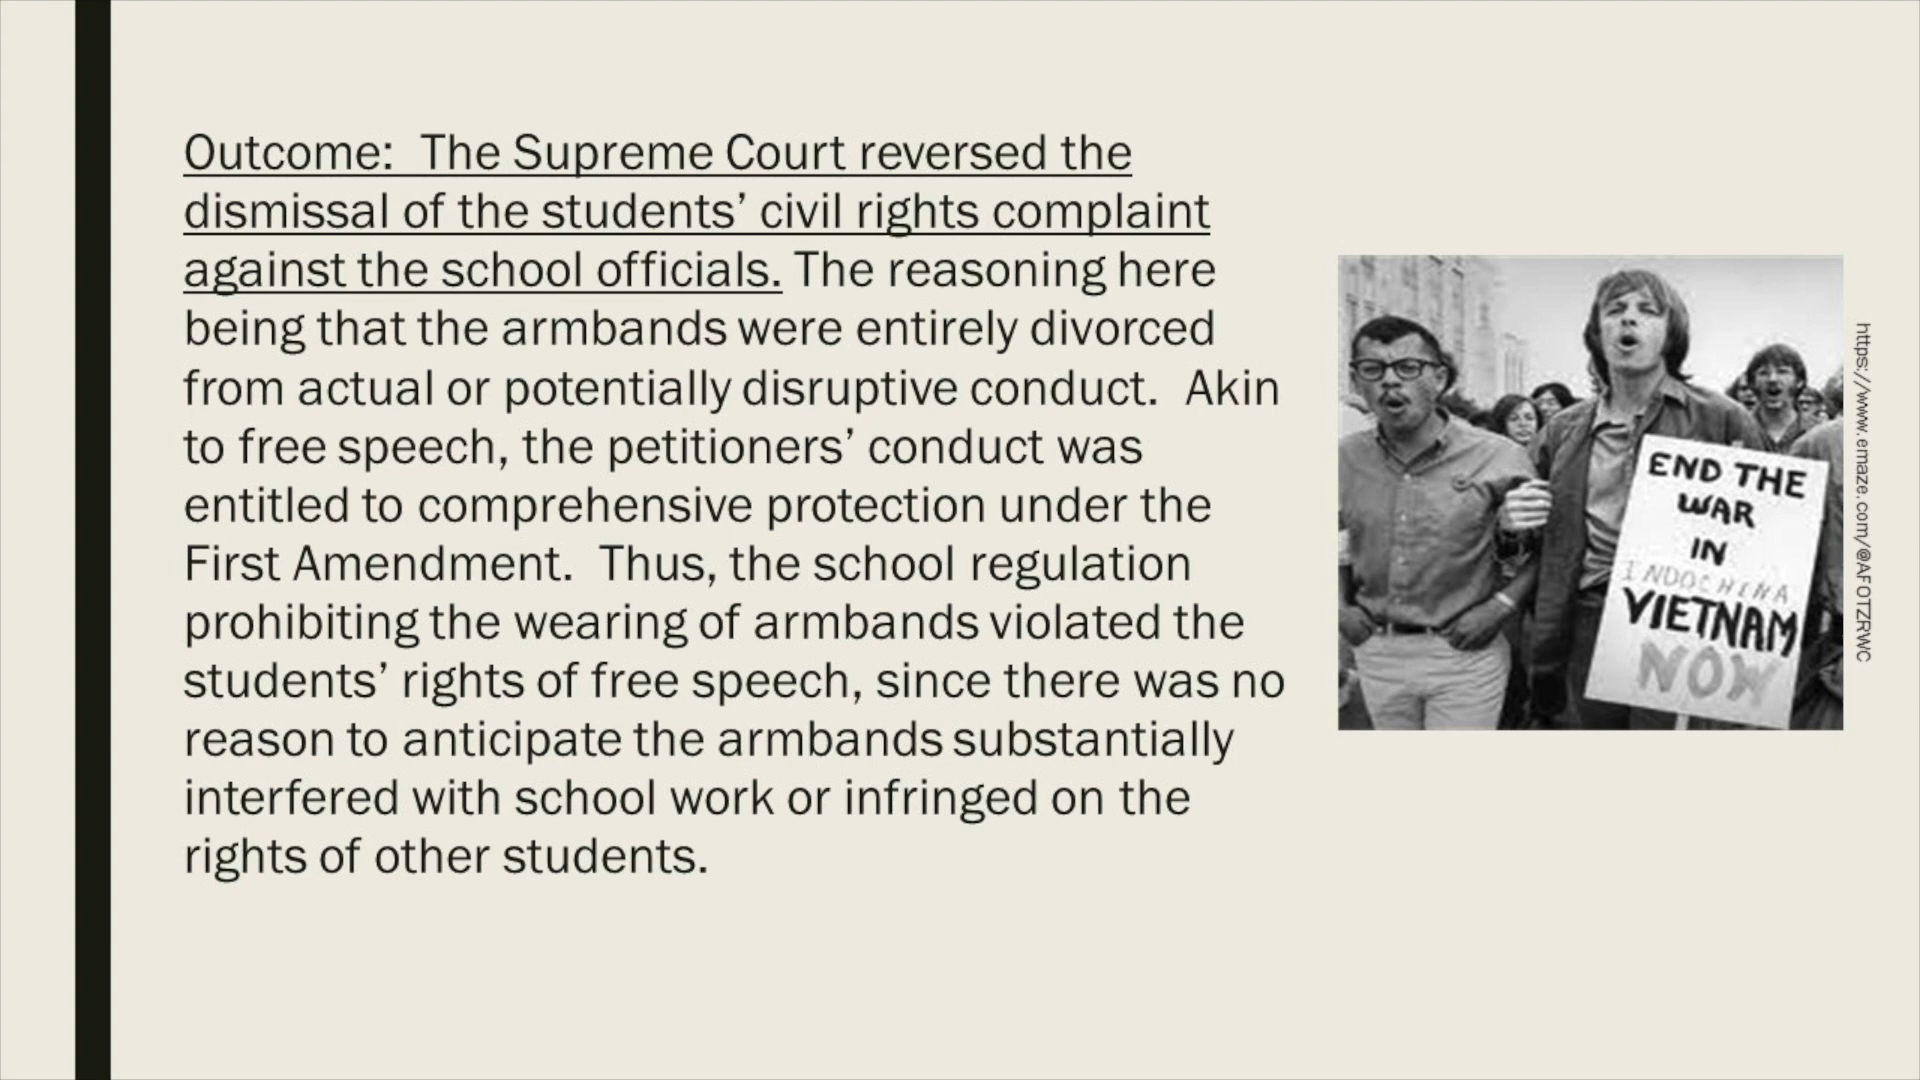 Outcome:  The Supreme Court reversed the
dismissal of the students’ civil rights complaint
against the school officials. The reasoning here
being that the armbands were entirely divorced
from actual or potentially disruptive conduct.  Akin
to free speech, the petitioners’ conduct was
entitled to comprehensive protection under the
First Amendment.  Thus, the school regulation
prohibiting the wearing of armbands violated the
students’ rights of free speech, since there was no
reason to anticipate the armbands substantially
interfered with school work or infringed on the
rights of other students.
END THE
WAR
IN
INDOCHINA
VIETNAM
NOW
https://www.emaze.com/@AFOTZRWC